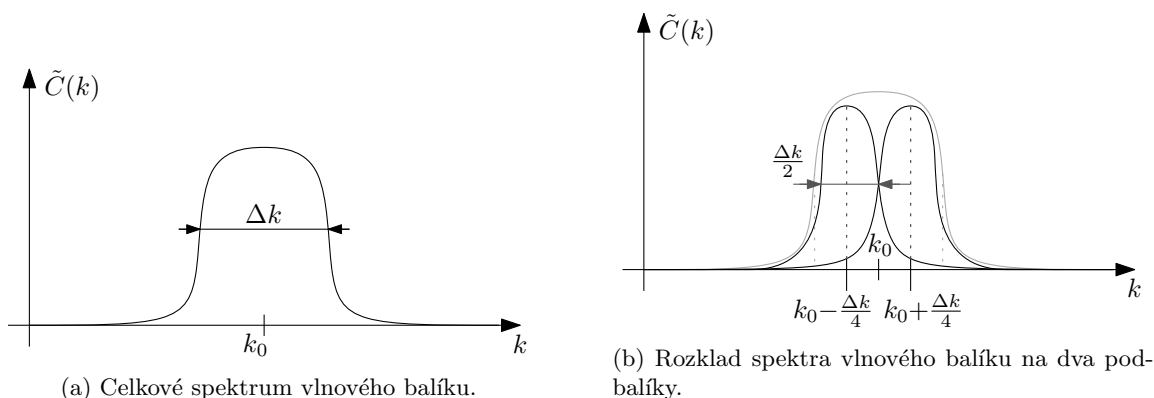 C̃(k)
Δk
k₀
k
(a) Celkové spektrum vlnového balíku.
C̃(k)
Δk/2
k₀
k₀−Δk/4
k₀+Δk/4
k
(b) Rozklad spektra vlnového balíku na dva pod-
balíky.